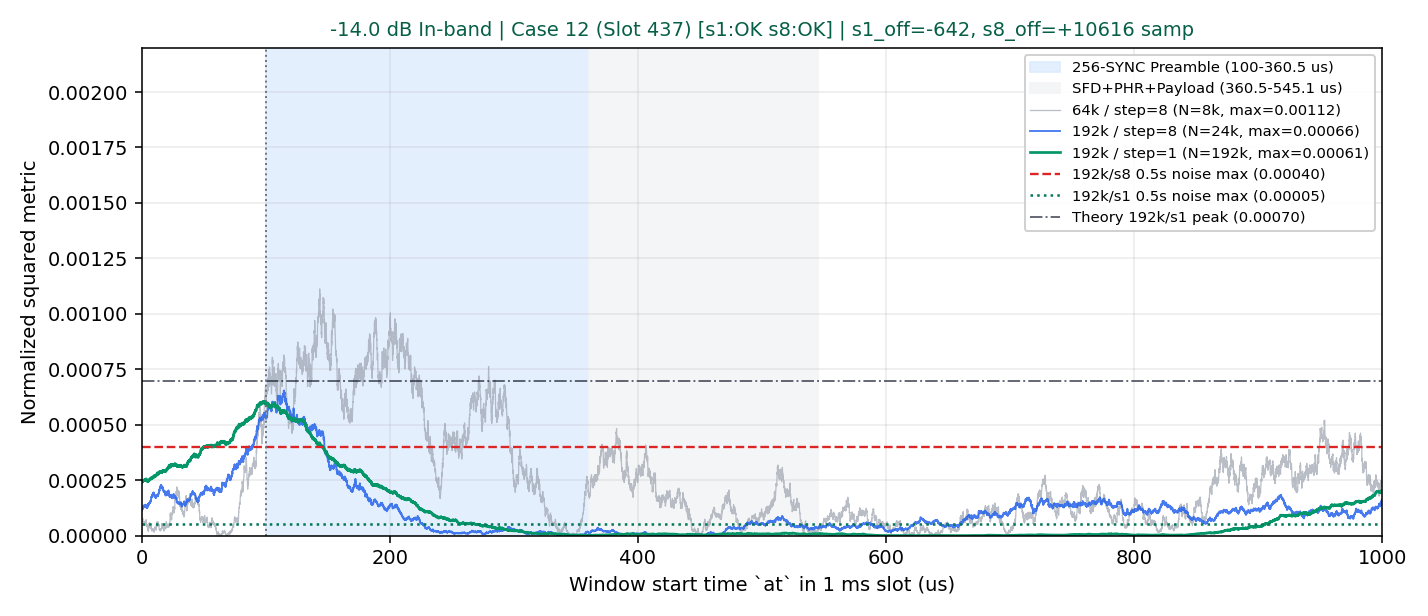 -14.0 dB In-band | Case 12 (Slot 437) [s1:OK s8:OK] | s1_off=-642, s8_off=+10616 samp
256-SYNC Preamble (100-360.5 us)
SFD+PHR+Payload (360.5-545.1 us)
64k / step=8 (N=8k, max=0.00112)
192k / step=8 (N=24k, max=0.00066)
192k / step=1 (N=192k, max=0.00061)
192k/s8 0.5s noise max (0.00040)
192k/s1 0.5s noise max (0.00005)
Theory 192k/s1 peak (0.00070)
Normalized squared metric
0.00200
0.00175
0.00150
0.00125
0.00100
0.00075
0.00050
0.00025
0.00000
0
200
400
600
800
1000
Window start time `at` in 1 ms slot (us)